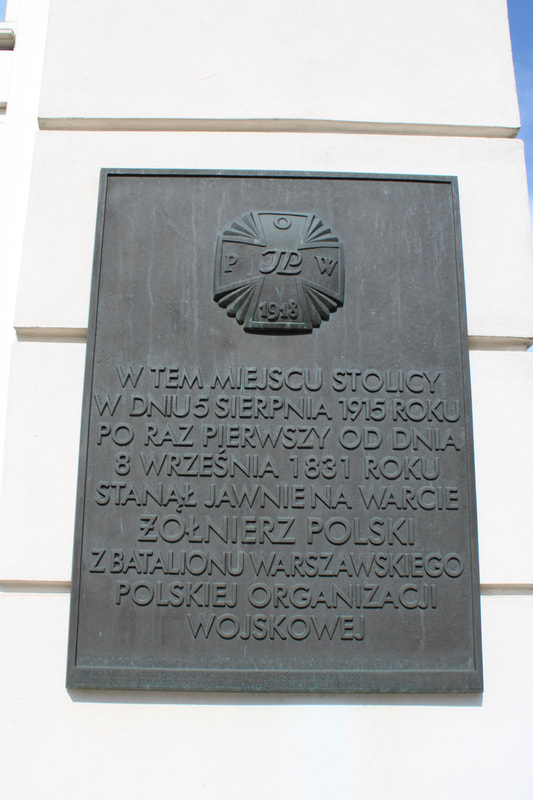 O
P JP W
1918
W TEM MIEJSCU STOLICY
W DNIU 5 SIERPNIA 1915 ROKU
PO RAZ PIERWSZY OD DNIA
8 WRZEŚNIA 1831 ROKU
STANĄŁ JAWNIE NA WARCIE
ŻOŁNIERZ POLSKI
Z BATALIONU WARSZAWSKIEGO
POLSKIEJ ORGANIZACJI
WOJSKOWEJ